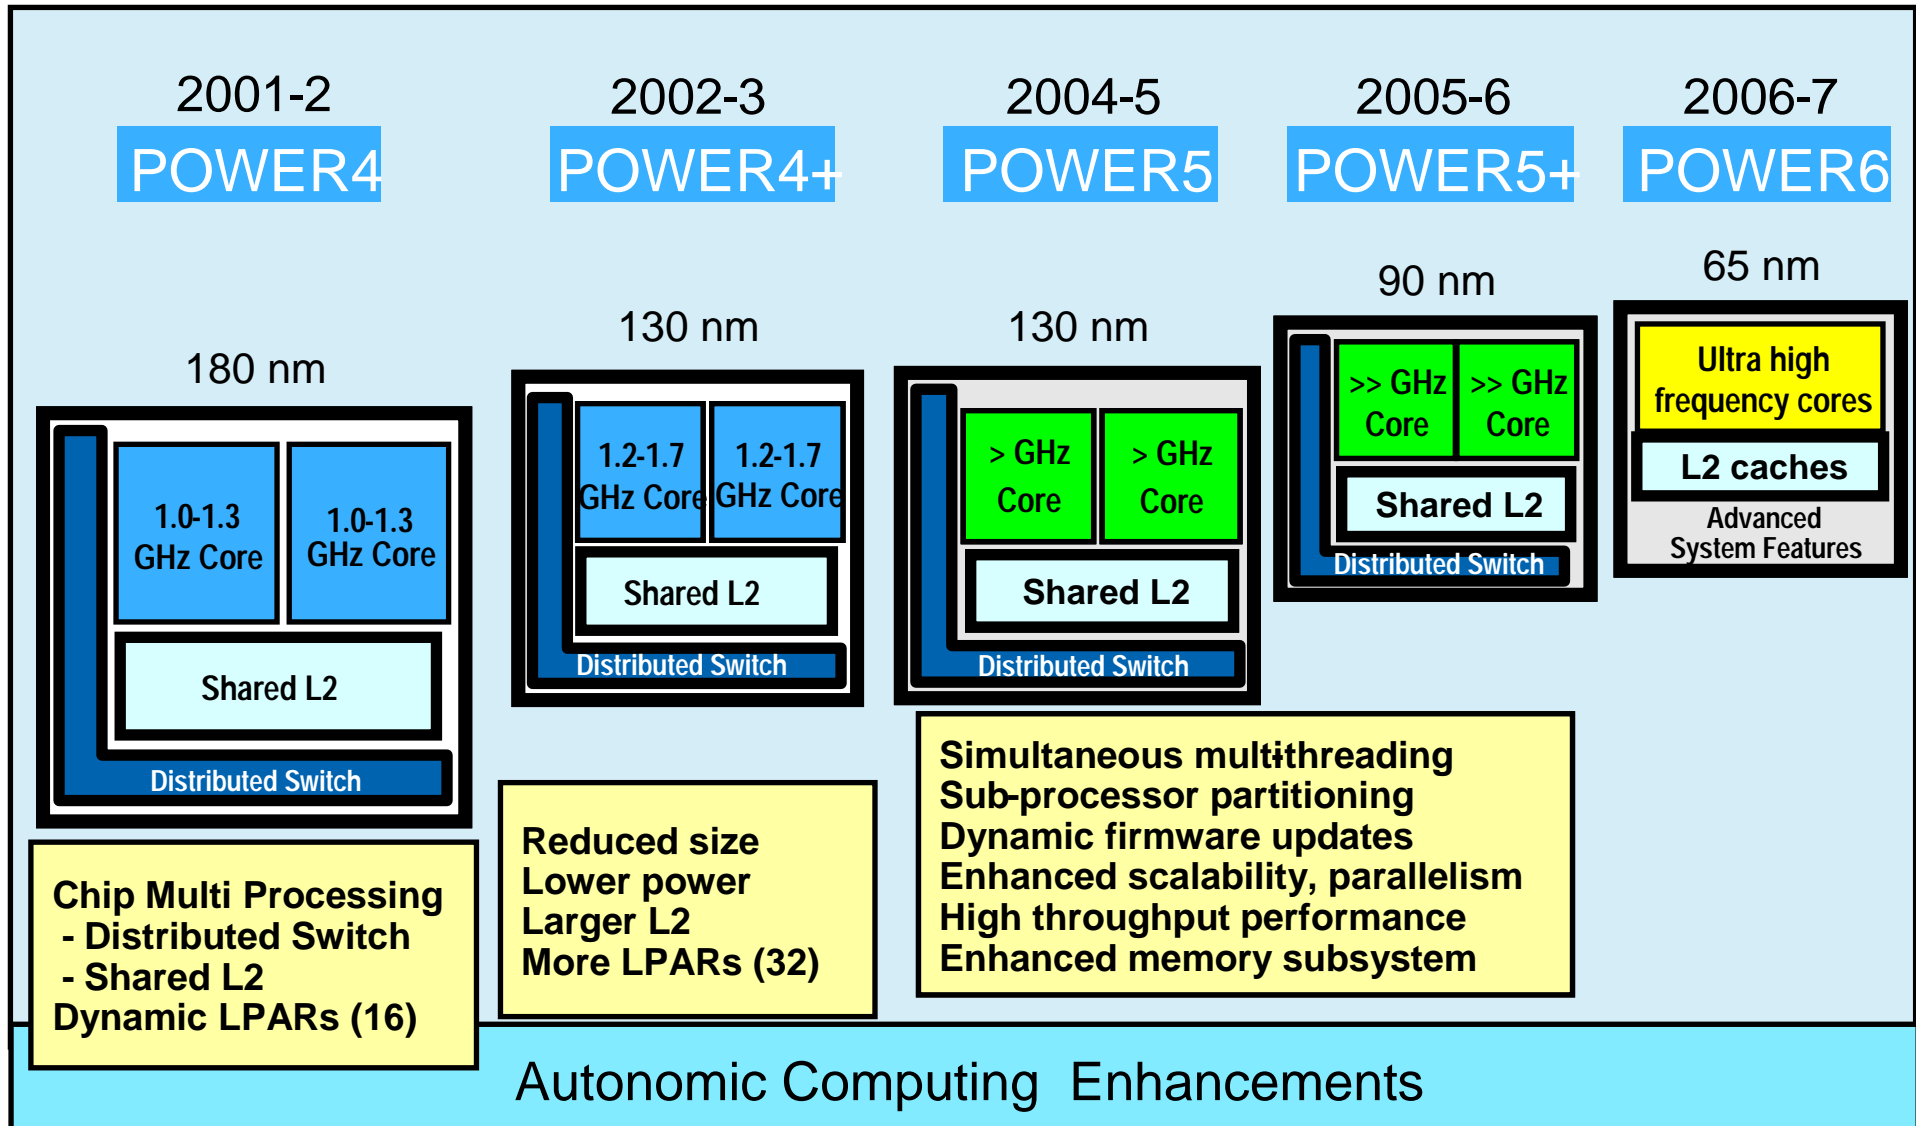 2001-2
POWER4
180 nm
1.0-1.3
GHz Core
1.0-1.3
GHz Core
Shared L2
Distributed Switch
Chip Multi Processing
- Distributed Switch
- Shared L2
Dynamic LPARs (16)
2002-3
POWER4+
130 nm
1.2-1.7
GHz Core
1.2-1.7
GHz Core
Shared L2
Distributed Switch
Reduced size
Lower power
Larger L2
More LPARs (32)
2004-5
POWER5
130 nm
> GHz
Core
> GHz
Core
Shared L2
Distributed Switch
2005-6
POWER5+
90 nm
>> GHz
Core
>> GHz
Core
Shared L2
Distributed Switch
Simultaneous multi-threading
Sub-processor partitioning
Dynamic firmware updates
Enhanced scalability, parallelism
High throughput performance
Enhanced memory subsystem
2006-7
POWER6
65 nm
Ultra high
frequency cores
L2 caches
Advanced
System Features
Autonomic Computing Enhancements